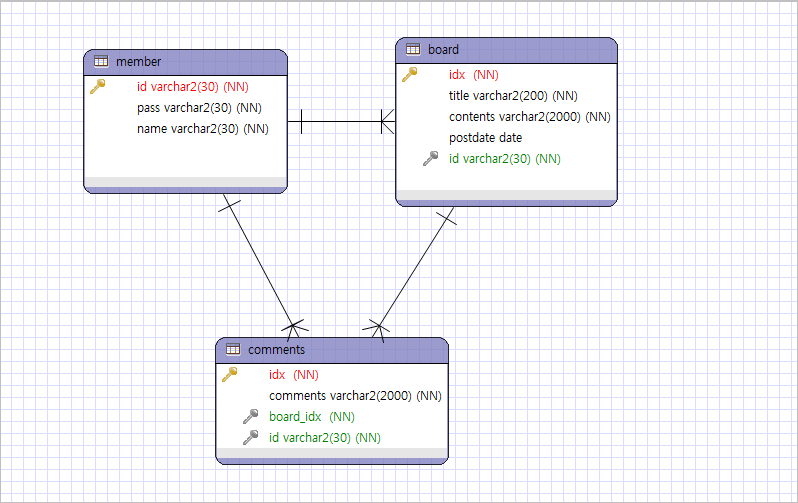 member
id varchar2(30) (NN)
pass varchar2(30) (NN)
name varchar2(30) (NN)
board
idx (NN)
title varchar2(200) (NN)
contents varchar2(2000) (NN)
postdate date
id varchar2(30) (NN)
comments
idx (NN)
comments varchar2(2000) (NN)
board_idx (NN)
id varchar2(30) (NN)